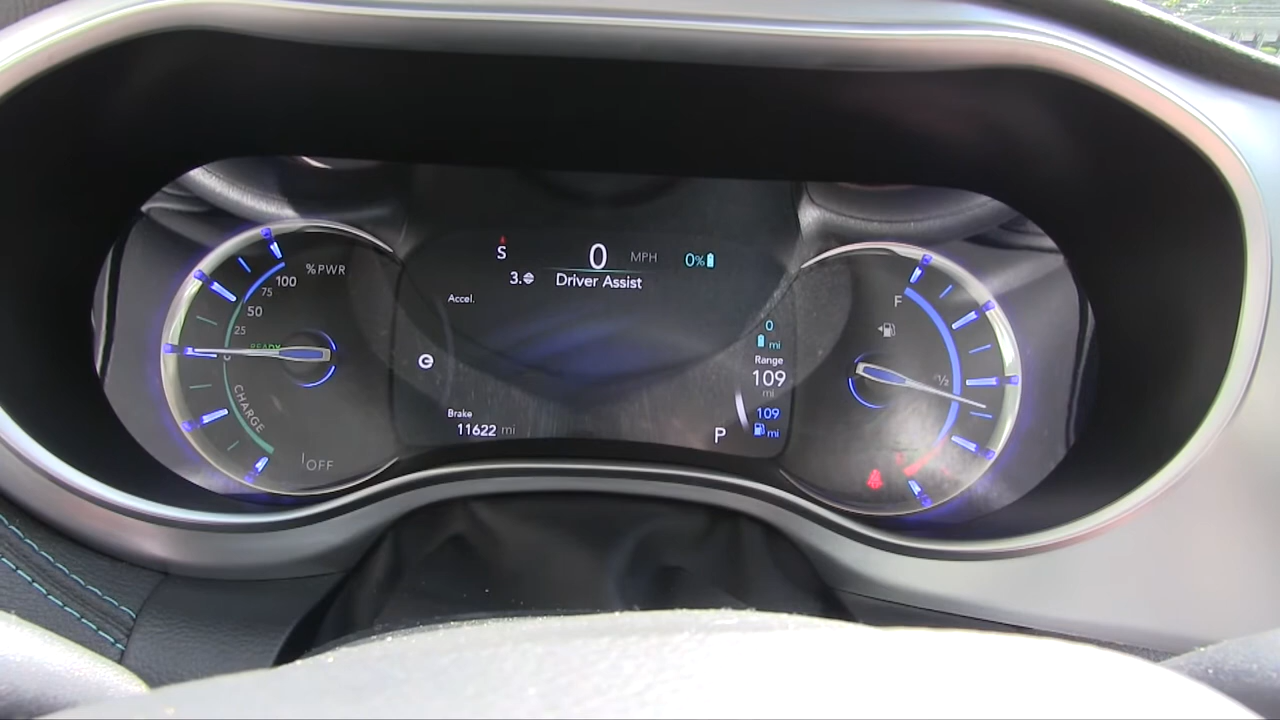 %PWR
100
75
50
25
0
READY
CHARGE
OFF
S
0 MPH 0%
3. Driver Assist
Accel.
Brake
11622 mi
0
mi
Range
109
mi
109
mi
P
F
1/2